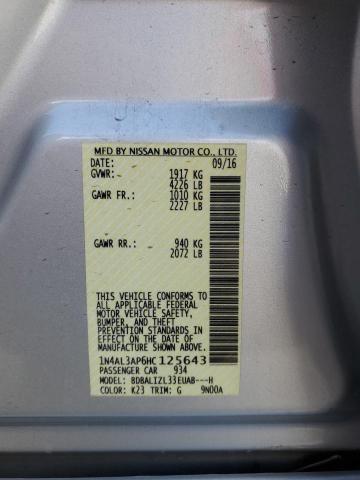 MFD BY NISSAN MOTOR CO., LTD.
DATE: 09/16
GVWR: 1917 KG
4226 LB
GAWR FR.: 1010 KG
2227 LB
GAWR RR.: 940 KG
2072 LB
THIS VEHICLE CONFORMS TO
ALL APPLICABLE FEDERAL
MOTOR VEHICLE SAFETY,
BUMPER, AND THEFT
PREVENTION STANDARDS IN
EFFECT ON THE DATE OF
MANUFACTURE SHOWN ABOVE.
1N4AL3AP6HC125643
PASSENGER CAR 934
MODEL: BDBALIZL33EUAB---H
COLOR: K23 TRIM: G 9N00A